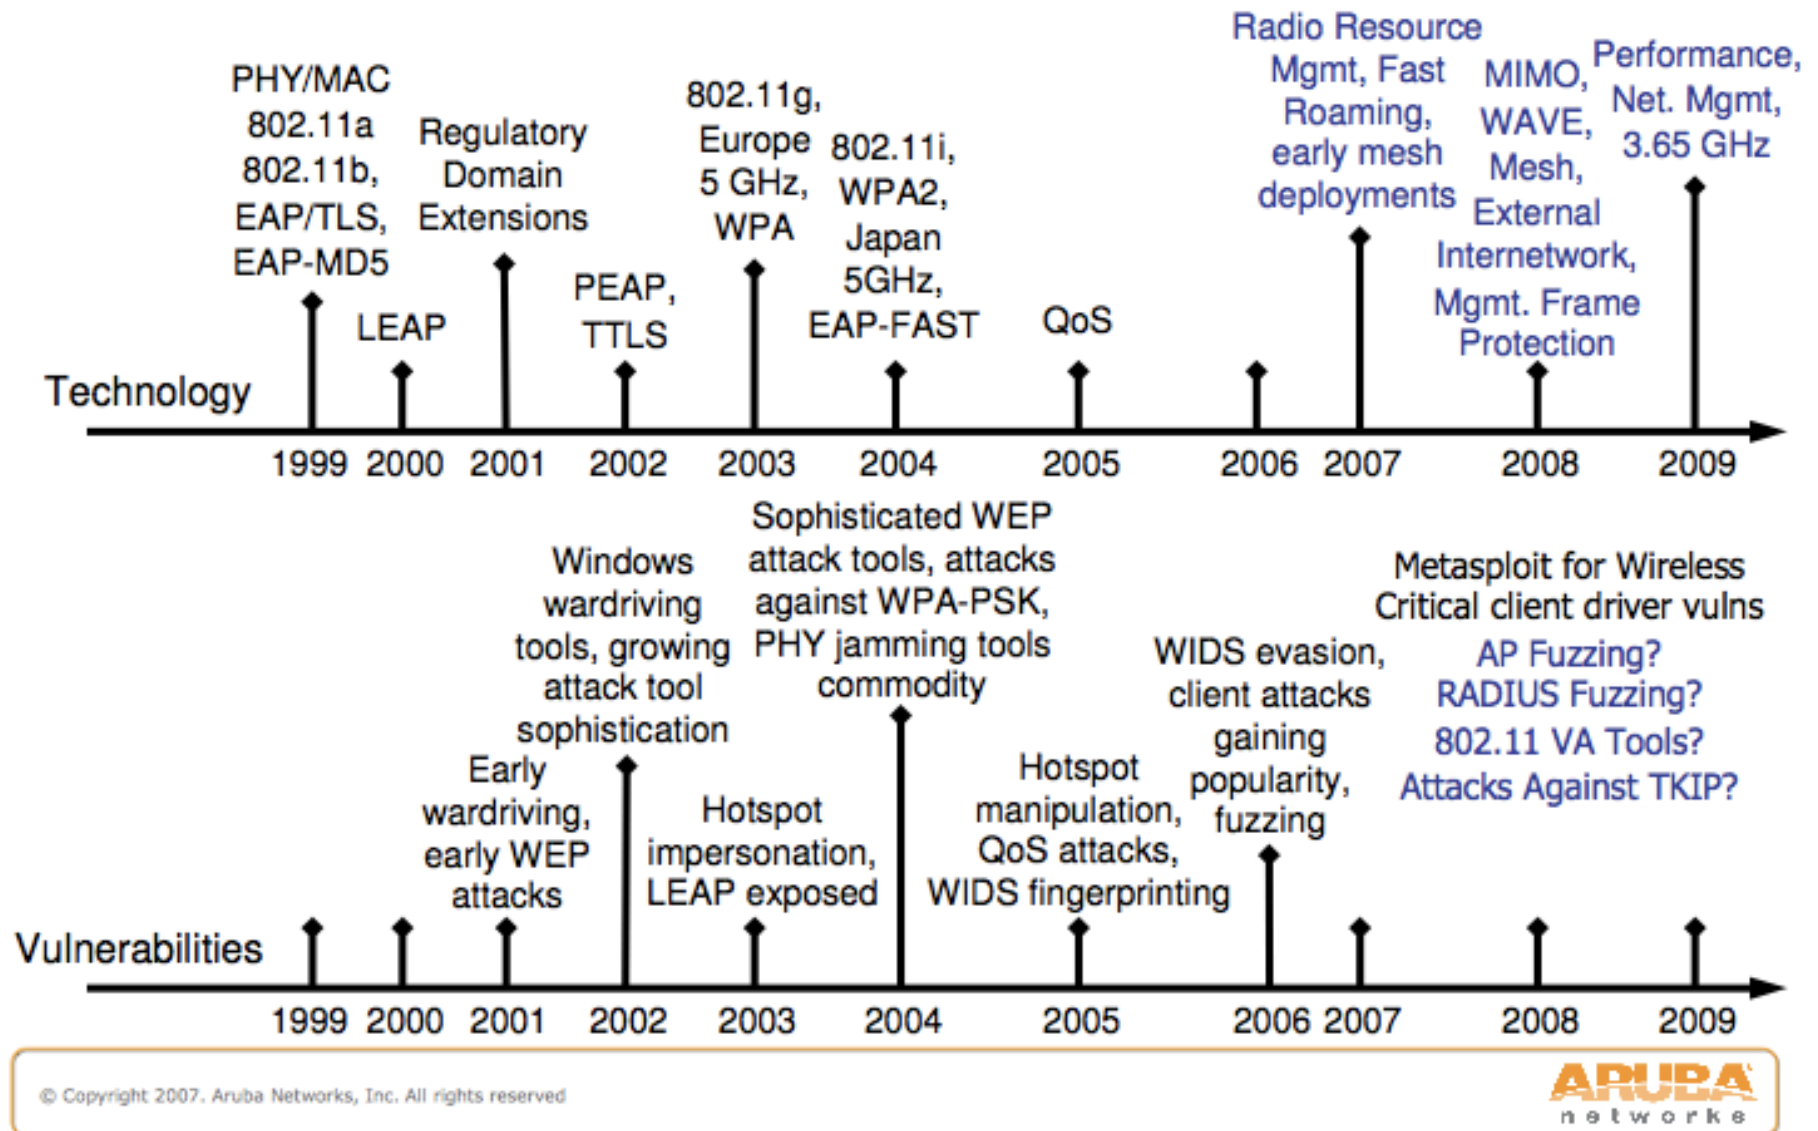 PHY/MAC
802.11a
802.11b,
EAP/TLS,
EAP-MD5
LEAP
Regulatory
Domain
Extensions
PEAP,
TTLS
802.11g,
Europe
5 GHz,
WPA
802.11i,
WPA2,
Japan
5GHz,
EAP-FAST
QoS
Radio Resource
Mgmt, Fast
Roaming,
early mesh
deployments
MIMO,
WAVE,
Mesh,
External
Internetwork,
Mgmt. Frame
Protection
Performance,
Net. Mgmt,
3.65 GHz
Technology
1999 2000 2001 2002 2003 2004 2005 2006 2007 2008 2009
Early
wardriving,
early WEP
attacks
Windows
wardriving
tools, growing
attack tool
sophistication
Hotspot
impersonation,
LEAP exposed
Sophisticated WEP
attack tools, attacks
against WPA-PSK,
PHY jamming tools
commodity
Hotspot
manipulation,
QoS attacks,
WIDS fingerprinting
WIDS evasion,
client attacks
gaining
popularity,
fuzzing
Metasploit for Wireless
Critical client driver vulns
AP Fuzzing?
RADIUS Fuzzing?
802.11 VA Tools?
Attacks Against TKIP?
Vulnerabilities
1999 2000 2001 2002 2003 2004 2005 2006 2007 2008 2009
© Copyright 2007. Aruba Networks, Inc. All rights reserved
ARUBA
networks